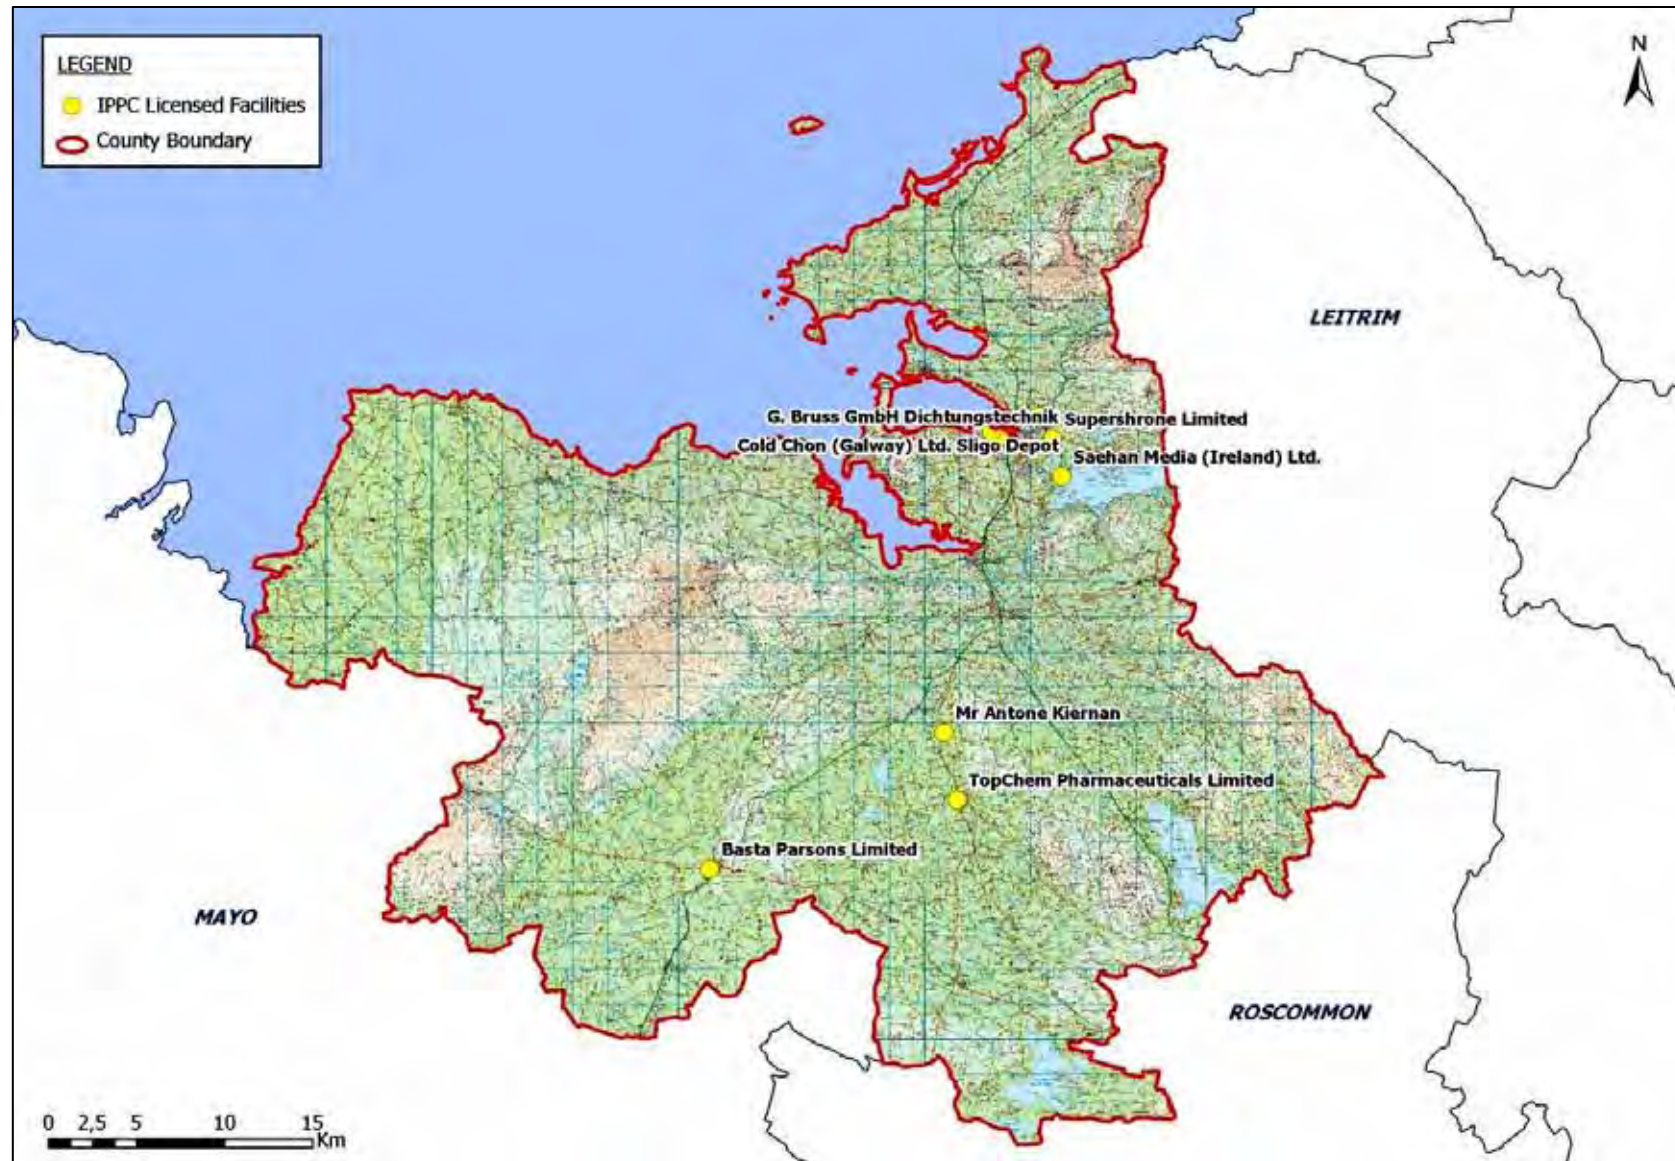 LEGEND
IPPC Licensed Facilities
County Boundary
N
LEITRIM
G. Bruss GmbH Dichtungstechnik
Supershrone Limited
Cold Chon (Galway) Ltd. Sligo Depot
Saehan Media (Ireland) Ltd.
Mr Antone Kiernan
TopChem Pharmaceuticals Limited
Basta Parsons Limited
MAYO
ROSCOMMON
0 2,5 5 10 15
Km